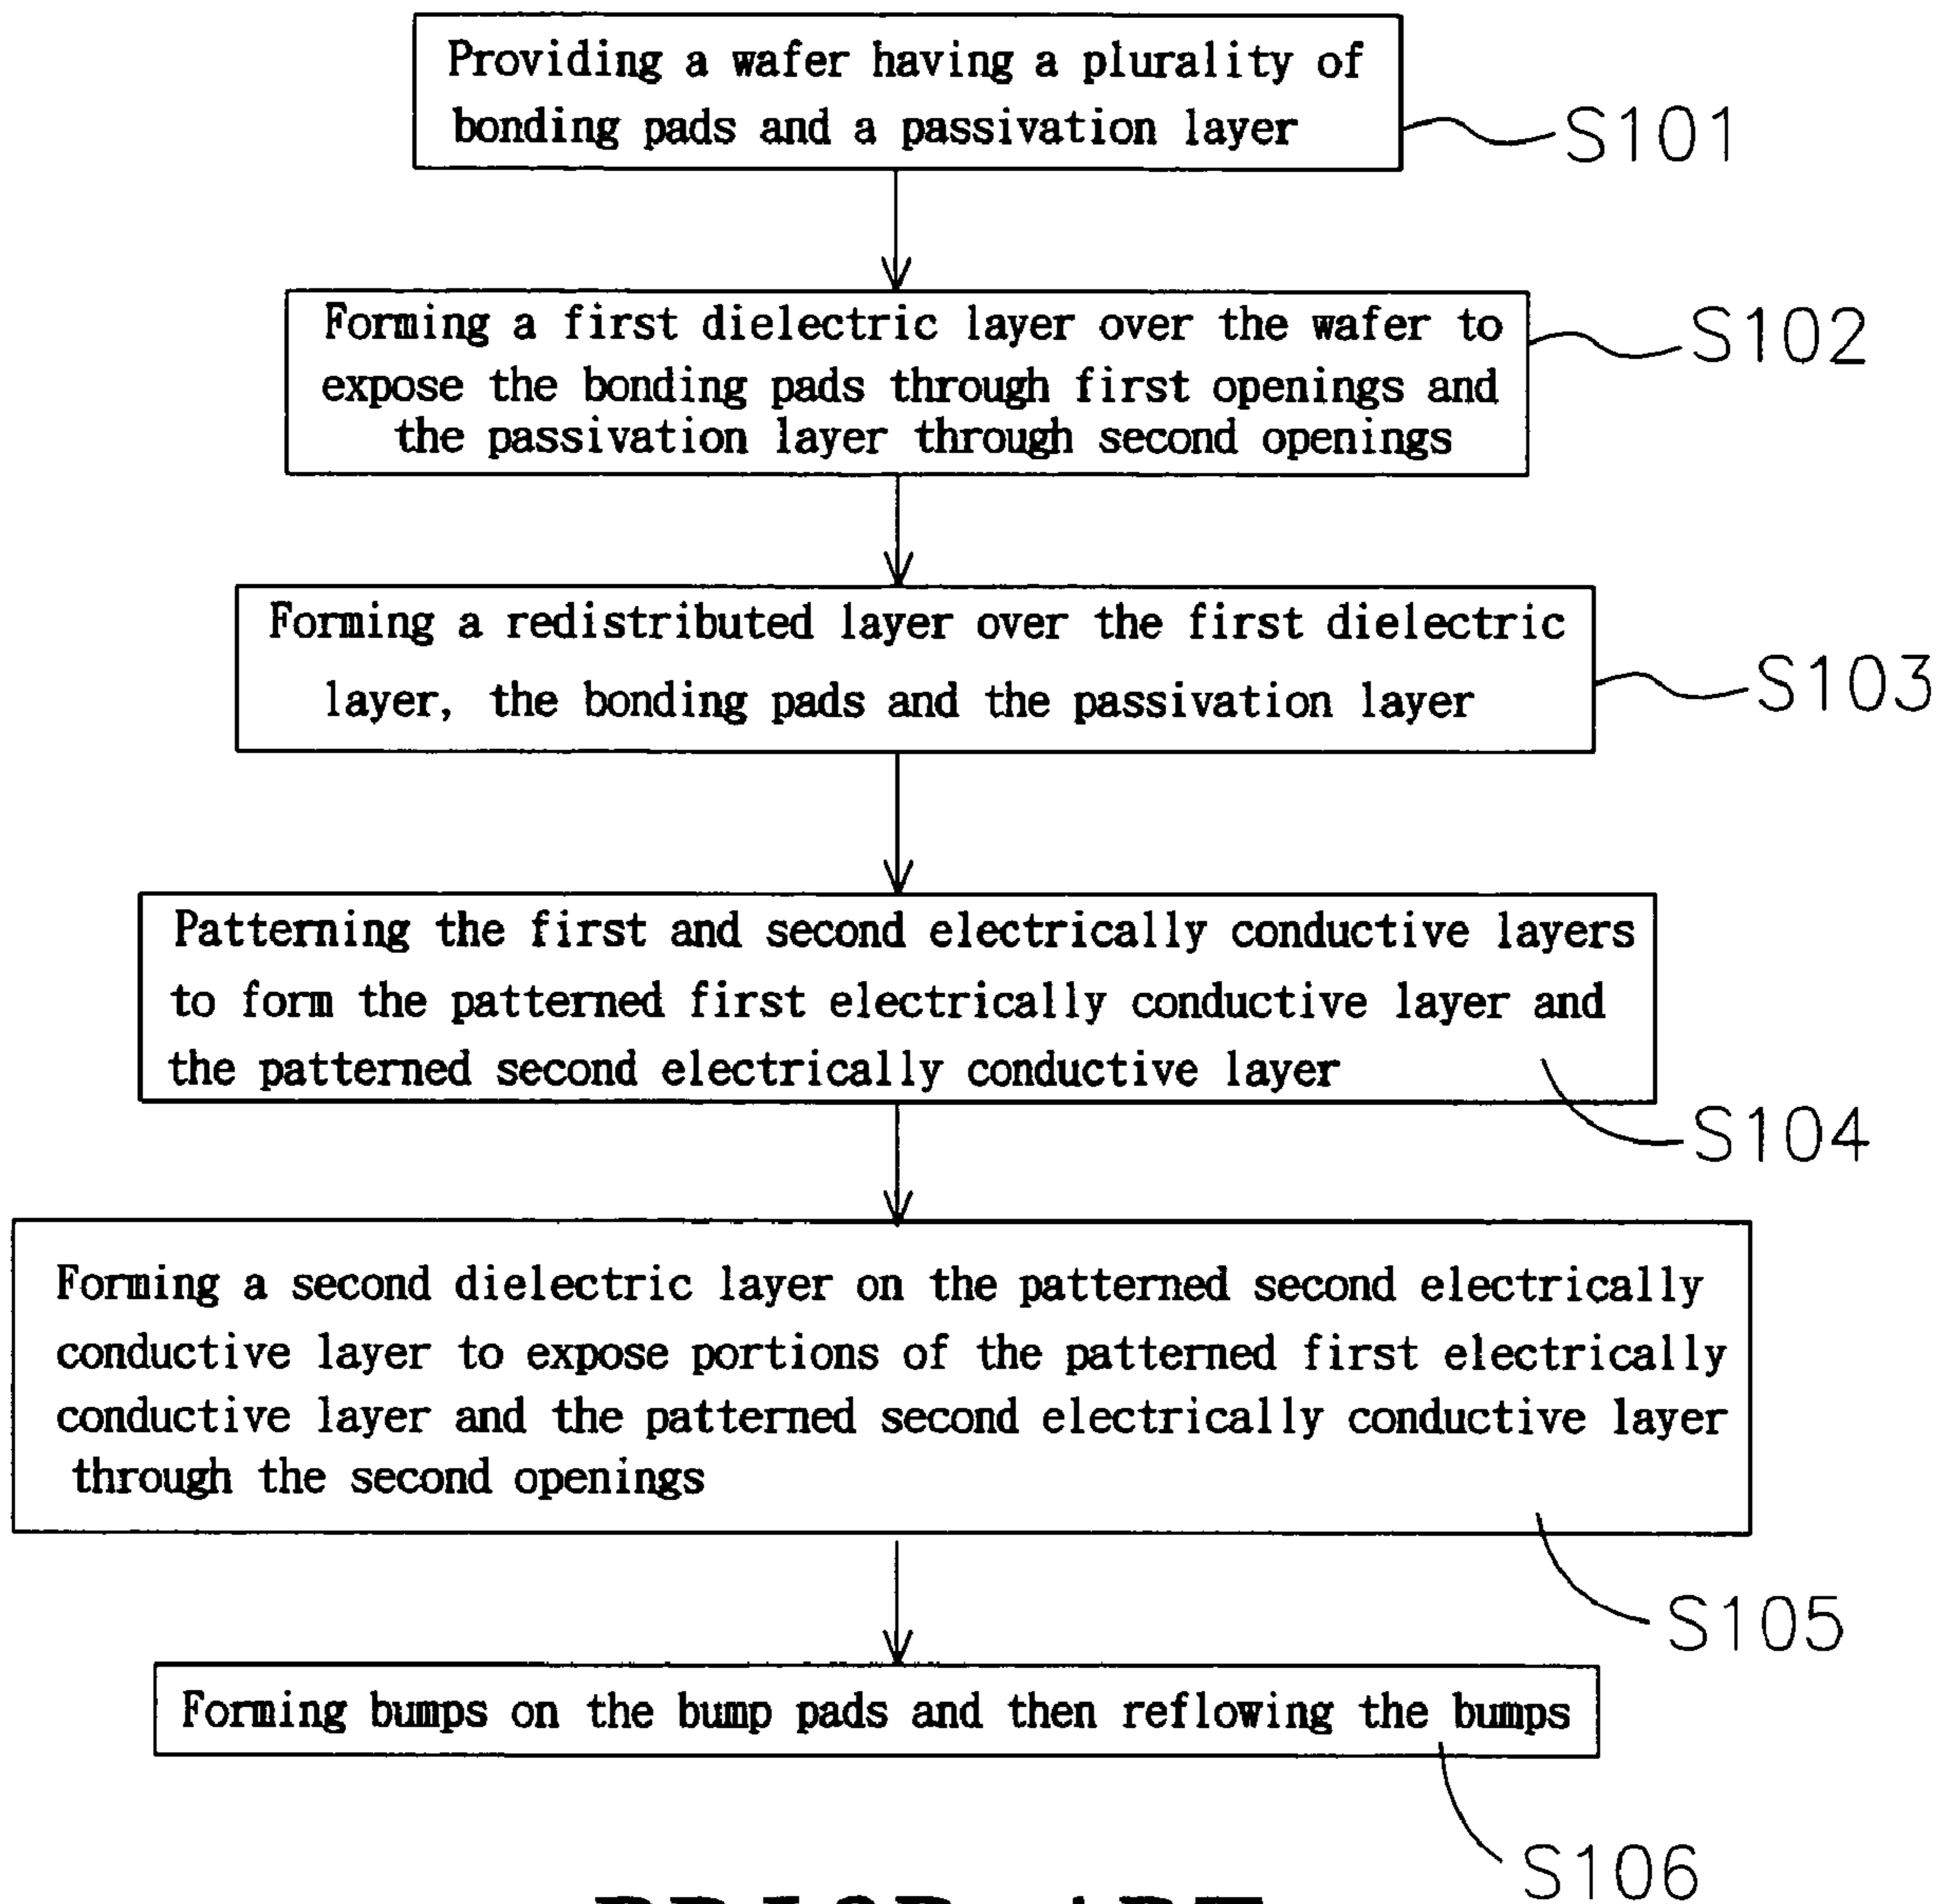 Providing a wafer having a plurality of
bonding pads and a passivation layer
S101
Forming a first dielectric layer over the wafer to
expose the bonding pads through first openings and
the passivation layer through second openings
S102
Forming a redistributed layer over the first dielectric
layer, the bonding pads and the passivation layer
S103
Patterning the first and second electrically conductive layers
to form the patterned first electrically conductive layer and
the patterned second electrically conductive layer
S104
Forming a second dielectric layer on the patterned second electrically
conductive layer to expose portions of the patterned first electrically
conductive layer and the patterned second electrically conductive layer
through the second openings
S105
Forming bumps on the bump pads and then reflowing the bumps
S106
PRIOR ART